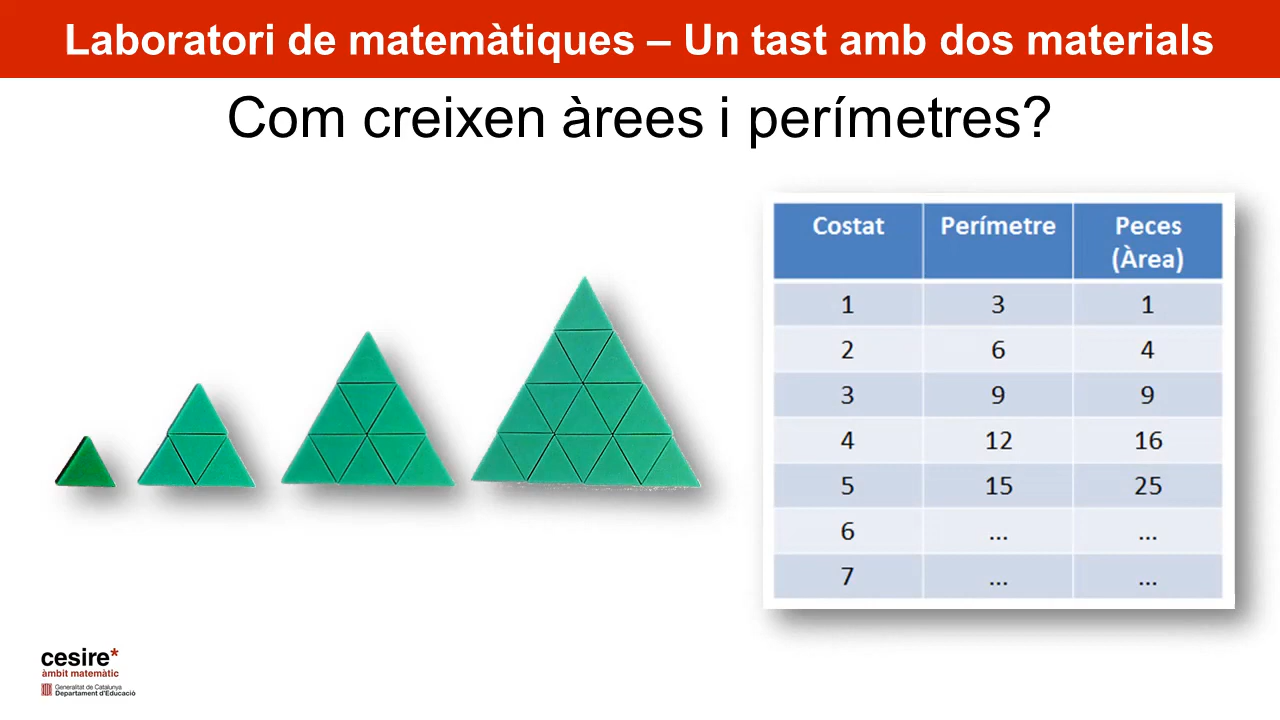 Laboratori de matemàtiques – Un tast amb dos materials
Com creixen àrees i perímetres?
Costat Perímetre Peces (Àrea)
1 3 1
2 6 4
3 9 9
4 12 16
5 15 25
6 ... ...
7 ... ...
cesire*
àmbit matemàtic
Generalitat de Catalunya
Departament d'Educació